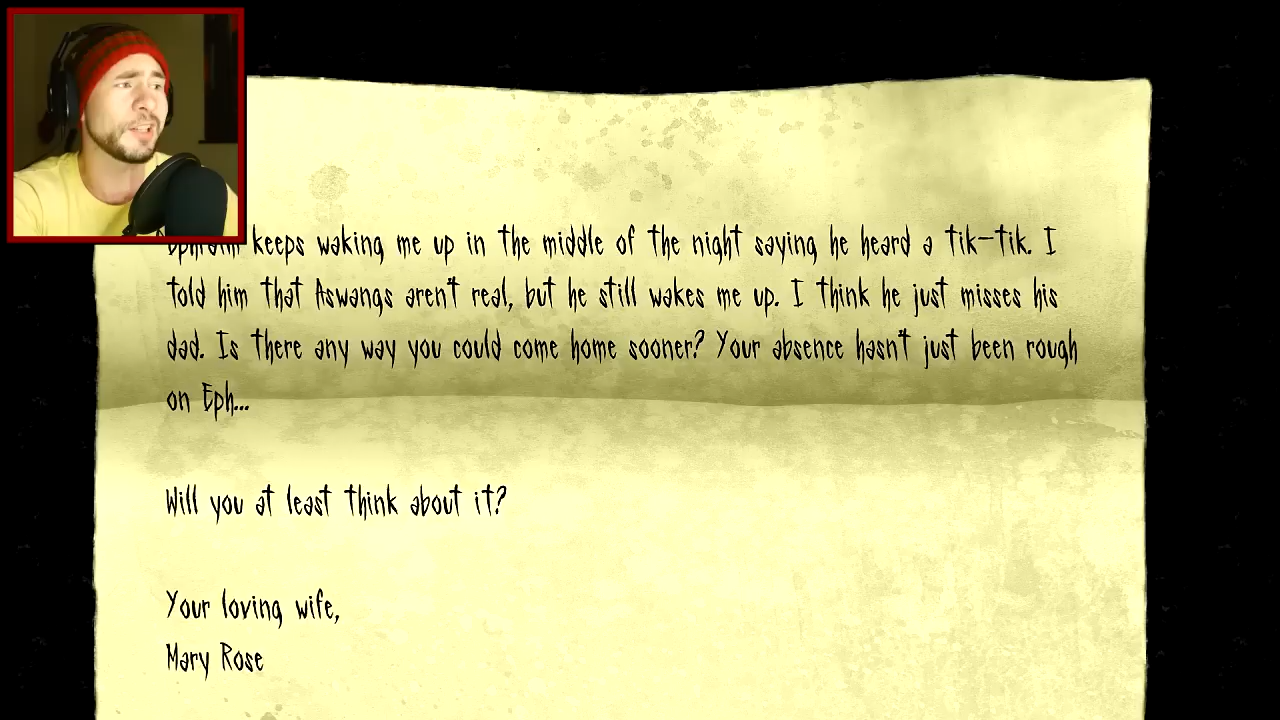 Ephraim keeps waking me up in the middle of the night saying he heard a tik-tik. I
told him that Aswangs aren't real, but he still wakes me up. I think he just misses his
dad. Is there any way you could come home sooner? Your absence hasn't just been rough
on Eph...
Will you at least think about it?
Your loving wife,
Mary Rose